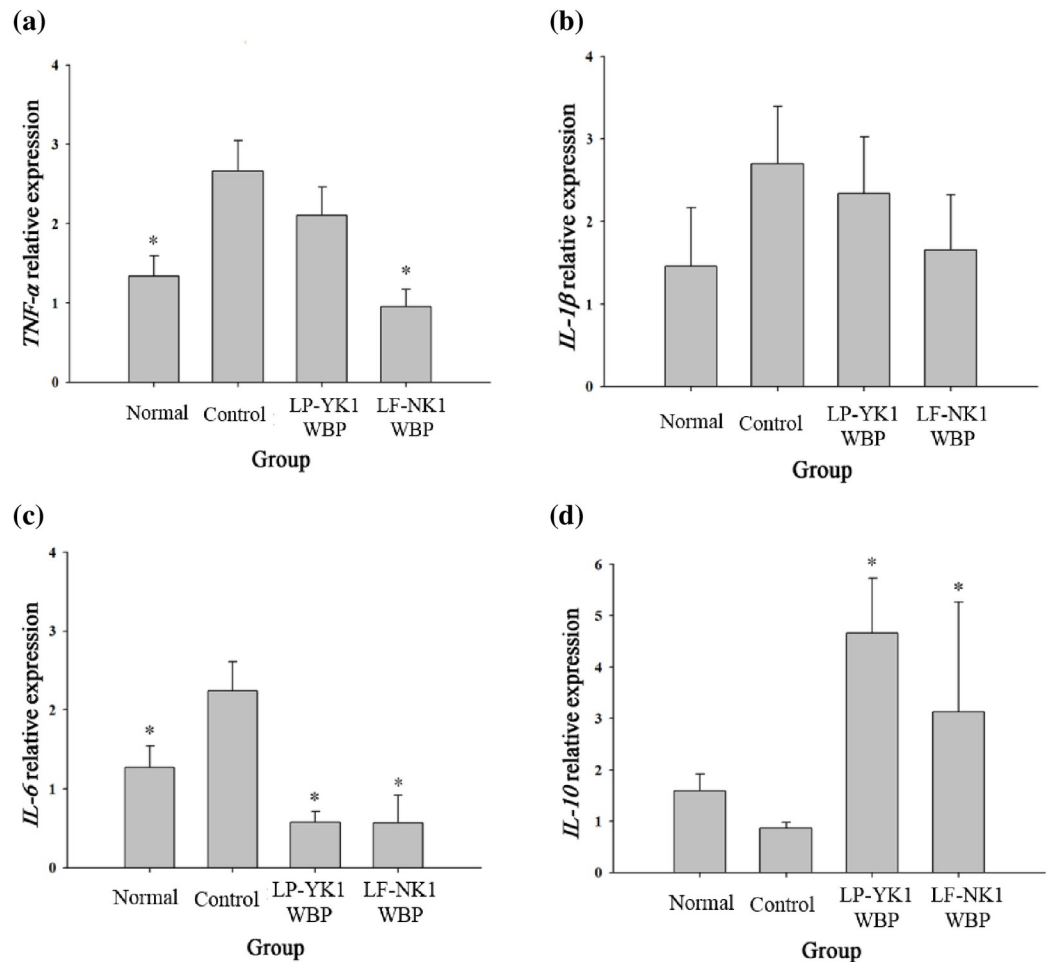 (a)
TNF-α relative expression
4
3
2
1
0
*
*
Normal Control LP-YK1 LF-NK1
WBP WBP
Group
(b)
IL-1β relative expression
4
3
2
1
0
Normal Control LP-YK1 LF-NK1
WBP WBP
Group
(c)
IL-6 relative expression
4
3
2
1
0
*
*
*
Normal Control LP-YK1 LF-NK1
WBP WBP
Group
(d)
IL-10 relative expression
6
5
4
3
2
1
0
*
*
Normal Control LP-YK1 LF-NK1
WBP WBP
Group